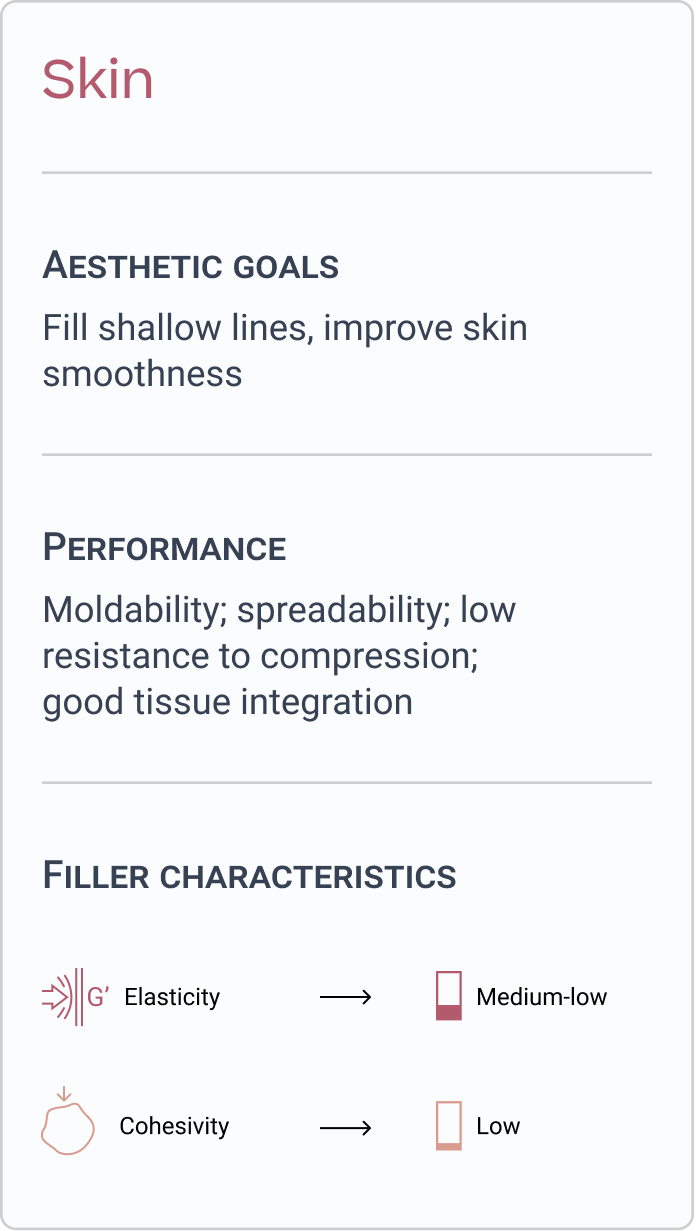 Skin
AESTHETIC GOALS
Fill shallow lines, improve skin
smoothness
PERFORMANCE
Moldability; spreadability; low
resistance to compression;
good tissue integration
FILLER CHARACTERISTICS
G’ Elasticity → Medium-low
Cohesivity → Low